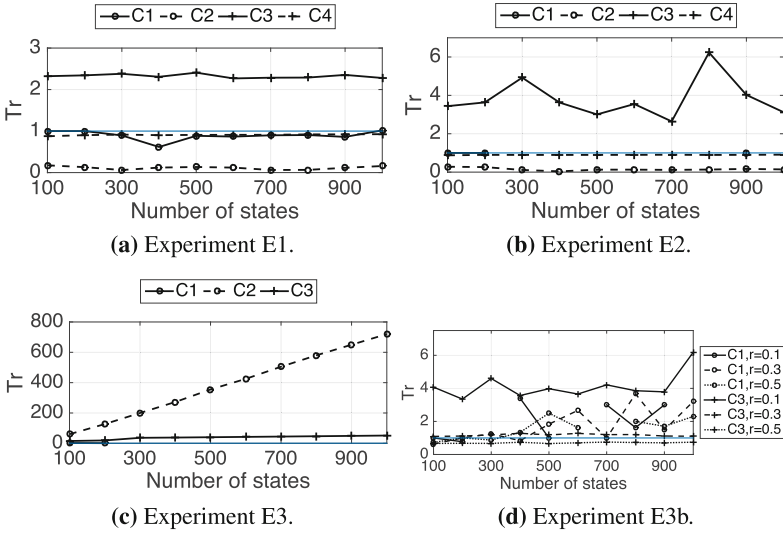 C1 C2 C3 C4
3
2
1
0
Tr
100 300 500 700 900
Number of states
(a) Experiment E1.
C1 C2 C3 C4
6
4
2
0
Tr
100 300 500 700 900
Number of states
(b) Experiment E2.
C1 C2 C3
800
600
400
200
0
Tr
100 300 500 700 900
Number of states
(c) Experiment E3.
6
4
2
0
Tr
100 300 500 700 900
Number of states
C1,r=0.1
C1,r=0.3
C1,r=0.5
C3,r=0.1
C3,r=0.3
C3,r=0.5
(d) Experiment E3b.